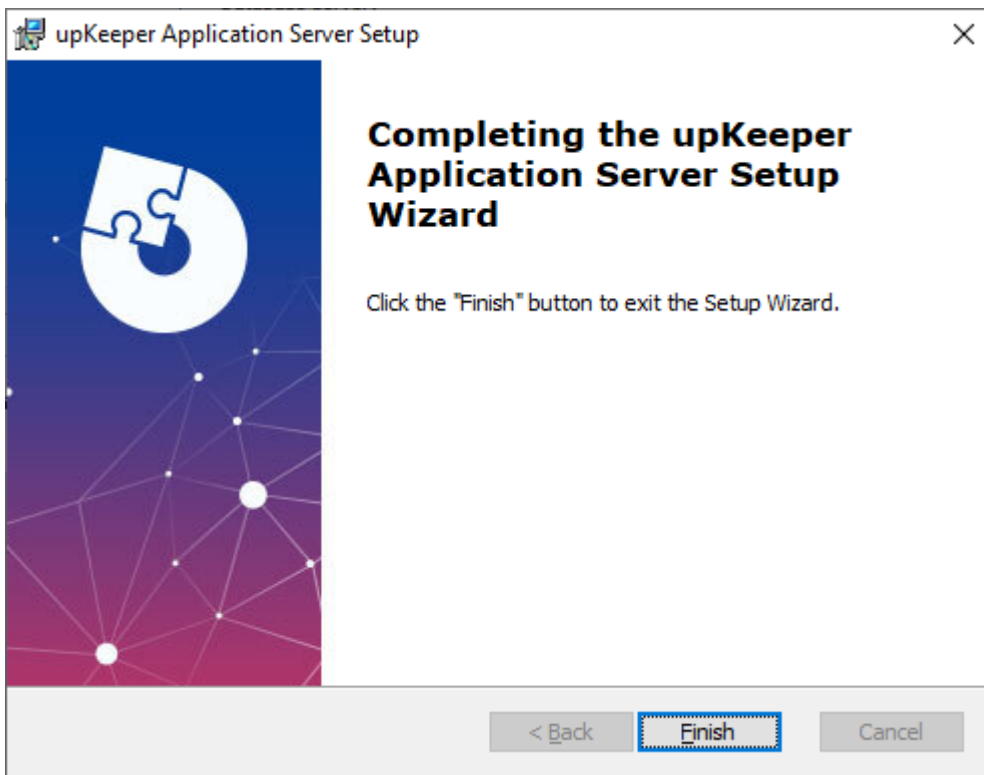 upKeeper Application Server Setup
Completing the upKeeper
Application Server Setup
Wizard
Click the "Finish" button to exit the Setup Wizard.
< Back
Finish
Cancel